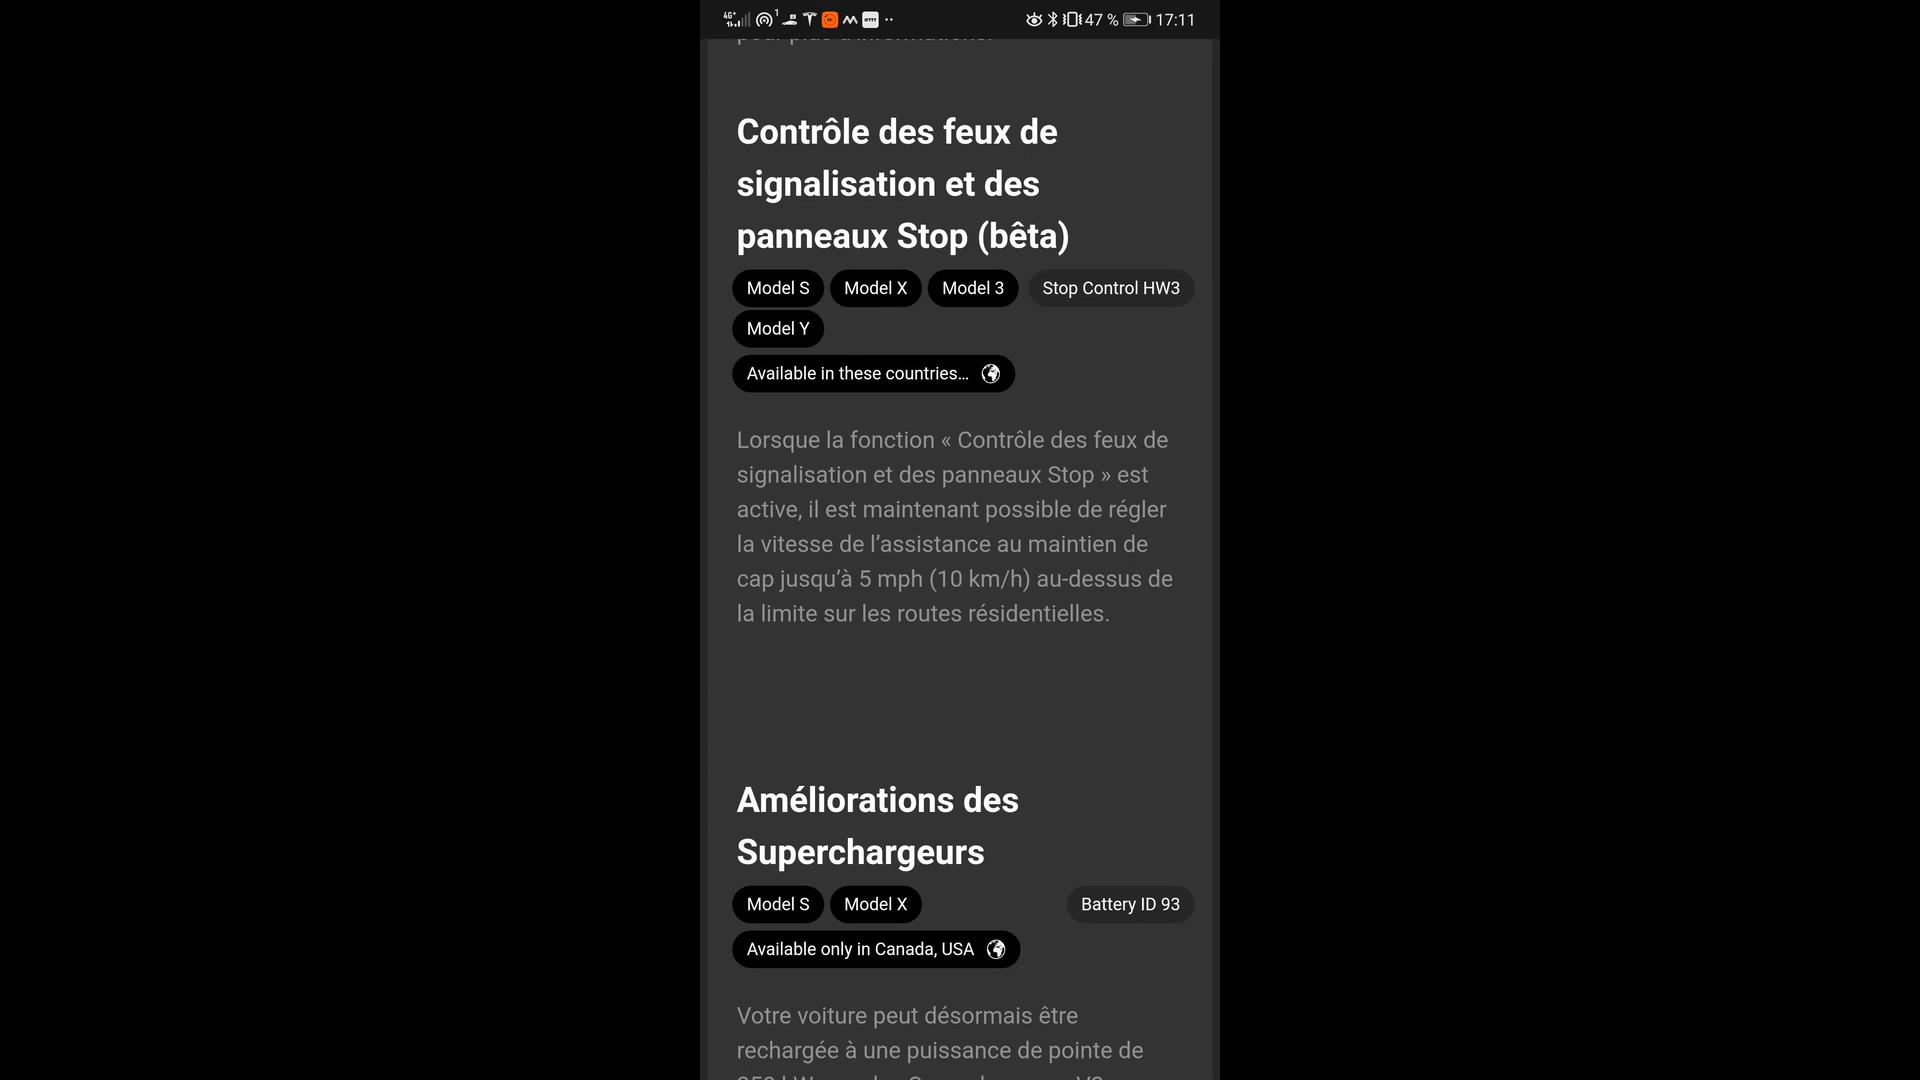 4G+ 1 47 % 17:11
Contrôle des feux de
signalisation et des
panneaux Stop (bêta)
Model S Model X Model 3 Stop Control HW3
Model Y
Available in these countries...
Lorsque la fonction « Contrôle des feux de
signalisation et des panneaux Stop » est
active, il est maintenant possible de régler
la vitesse de l’assistance au maintien de
cap jusqu’à 5 mph (10 km/h) au-dessus de
la limite sur les routes résidentielles.
Améliorations des
Superchargeurs
Model S Model X Battery ID 93
Available only in Canada, USA
Votre voiture peut désormais être
rechargée à une puissance de pointe de